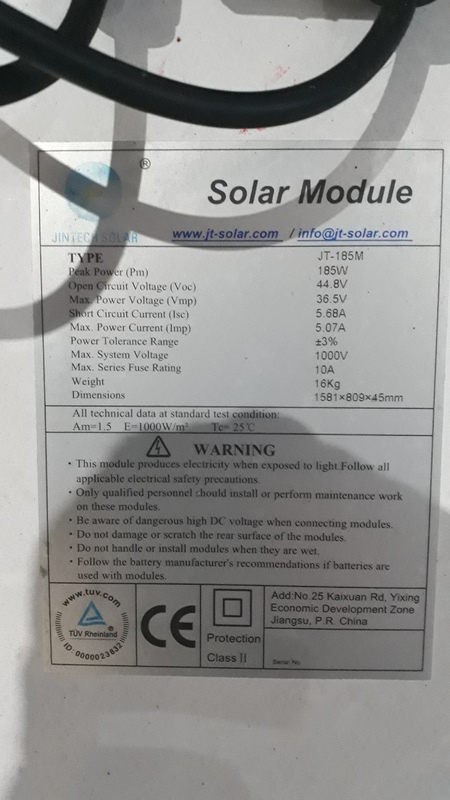 ®
JINTECH SOLAR
Solar Module
www.jt-solar.com / info@jt-solar.com
TYPE JT-185M
Peak Power (Pm) 185W
Open Circuit Voltage (Voc) 44.8V
Max. Power Voltage (Vmp) 36.5V
Short Circuit Current (Isc) 5.68A
Max. Power Current (Imp) 5.07A
Power Tolerance Range ±3%
Max. System Voltage 1000V
Max. Series Fuse Rating 10A
Weight 16Kg
Dimensions 1581×809×45mm
All technical data at standard test condition:
Am=1.5 E=1000W/m² Tc= 25℃
WARNING
· This module produces electricity when exposed to light.Follow all
applicable electrical safety precautions.
· Only qualified personnel should install or perform maintenance work
on these modules.
· Be aware of dangerous high DC voltage when connecting modules.
· Do not damage or scratch the rear surface of the modules.
· Do not handle or install modules when they are wet.
· Follow the battery manufacturer's recommendations if batteries are
used with modules.
www.tuv.com
TÜV Rheinland ®
ID:0000023832
CE
Protection
Class II
Add:No.25 Kaixuan Rd, Yixing
Economic Development Zone
Jiangsu, P.R. China
Serial No